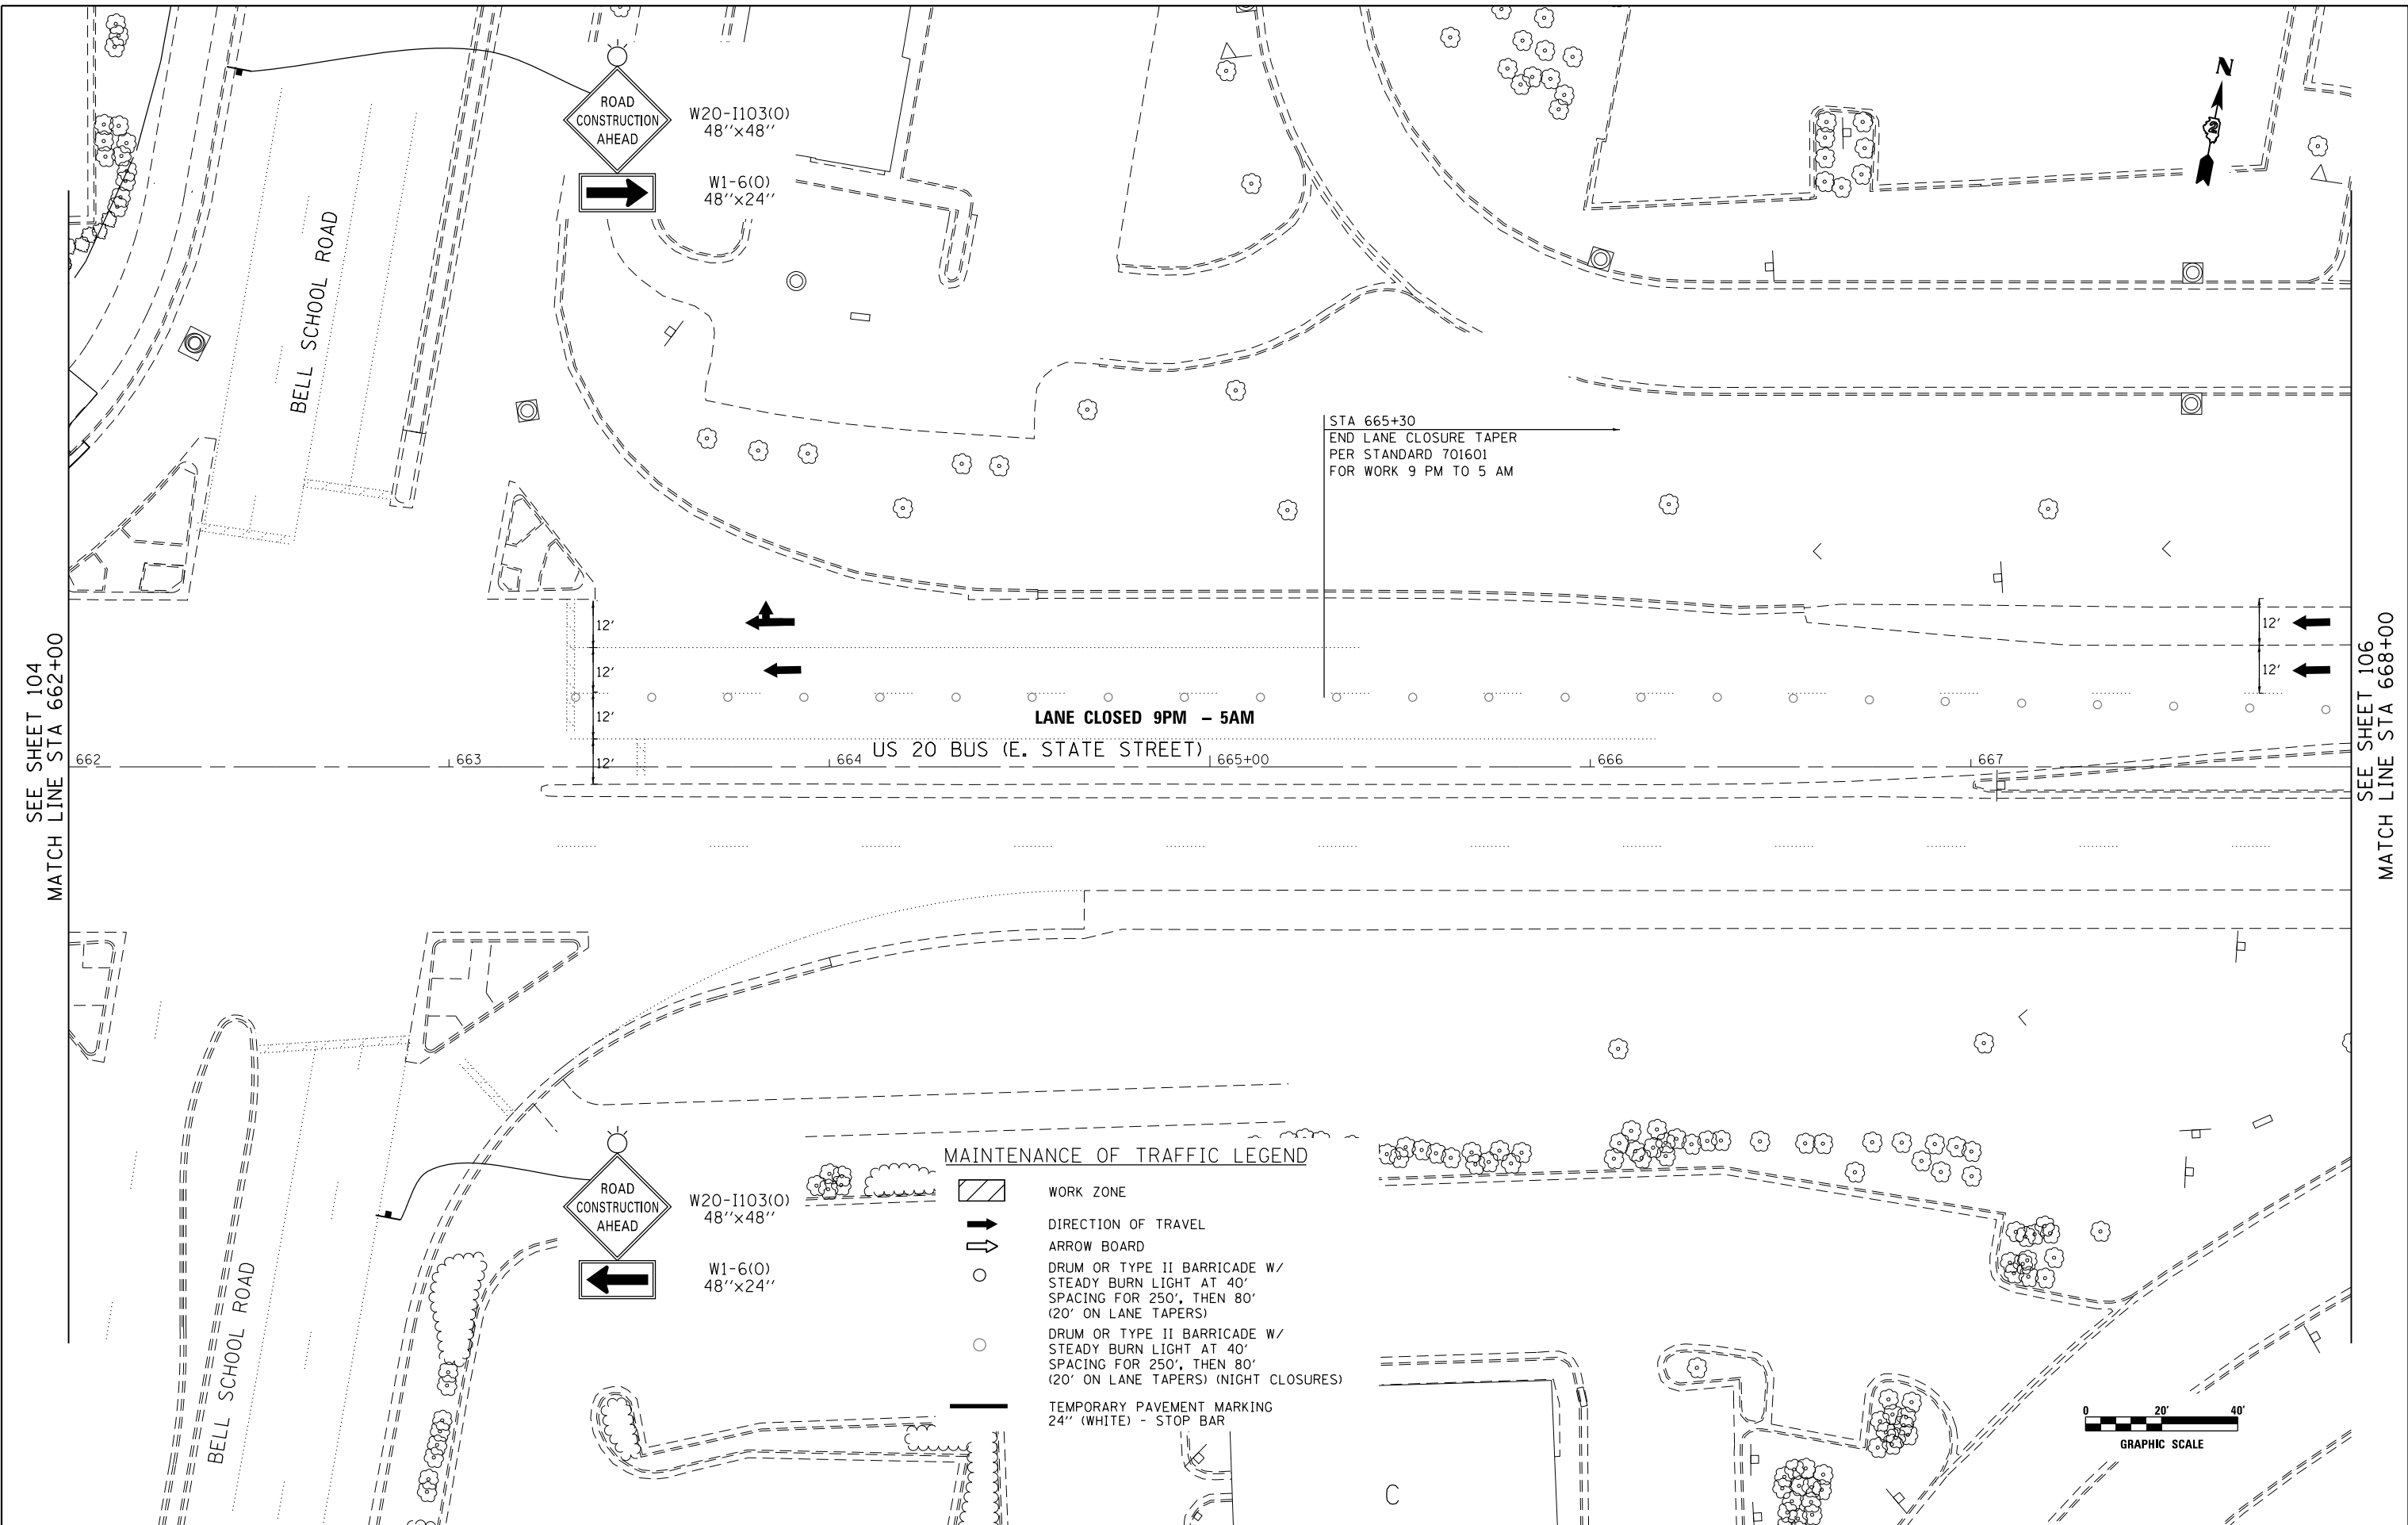 ROAD
CONSTRUCTION
AHEAD
W20-I103(O)
48''x48''
W1-6(O)
48''x24''
N
BELL SCHOOL ROAD
STA 665+30
END LANE CLOSURE TAPER
PER STANDARD 701601
FOR WORK 9 PM TO 5 AM
SEE SHEET 104
MATCH LINE STA 662+00
12'
12'
12'
12'
12'
12'
LANE CLOSED 9PM - 5AM
US 20 BUS (E. STATE STREET)
662
663
664
665+00
666
667
SEE SHEET 106
MATCH LINE STA 668+00
ROAD
CONSTRUCTION
AHEAD
W20-I103(O)
48''x48''
W1-6(O)
48''x24''
BELL SCHOOL ROAD
MAINTENANCE OF TRAFFIC LEGEND
WORK ZONE
DIRECTION OF TRAVEL
ARROW BOARD
DRUM OR TYPE II BARRICADE W/
STEADY BURN LIGHT AT 40'
SPACING FOR 250', THEN 80'
(20' ON LANE TAPERS)
DRUM OR TYPE II BARRICADE W/
STEADY BURN LIGHT AT 40'
SPACING FOR 250', THEN 80'
(20' ON LANE TAPERS) (NIGHT CLOSURES)
TEMPORARY PAVEMENT MARKING
24'' (WHITE) - STOP BAR
C
0 20' 40'
GRAPHIC SCALE